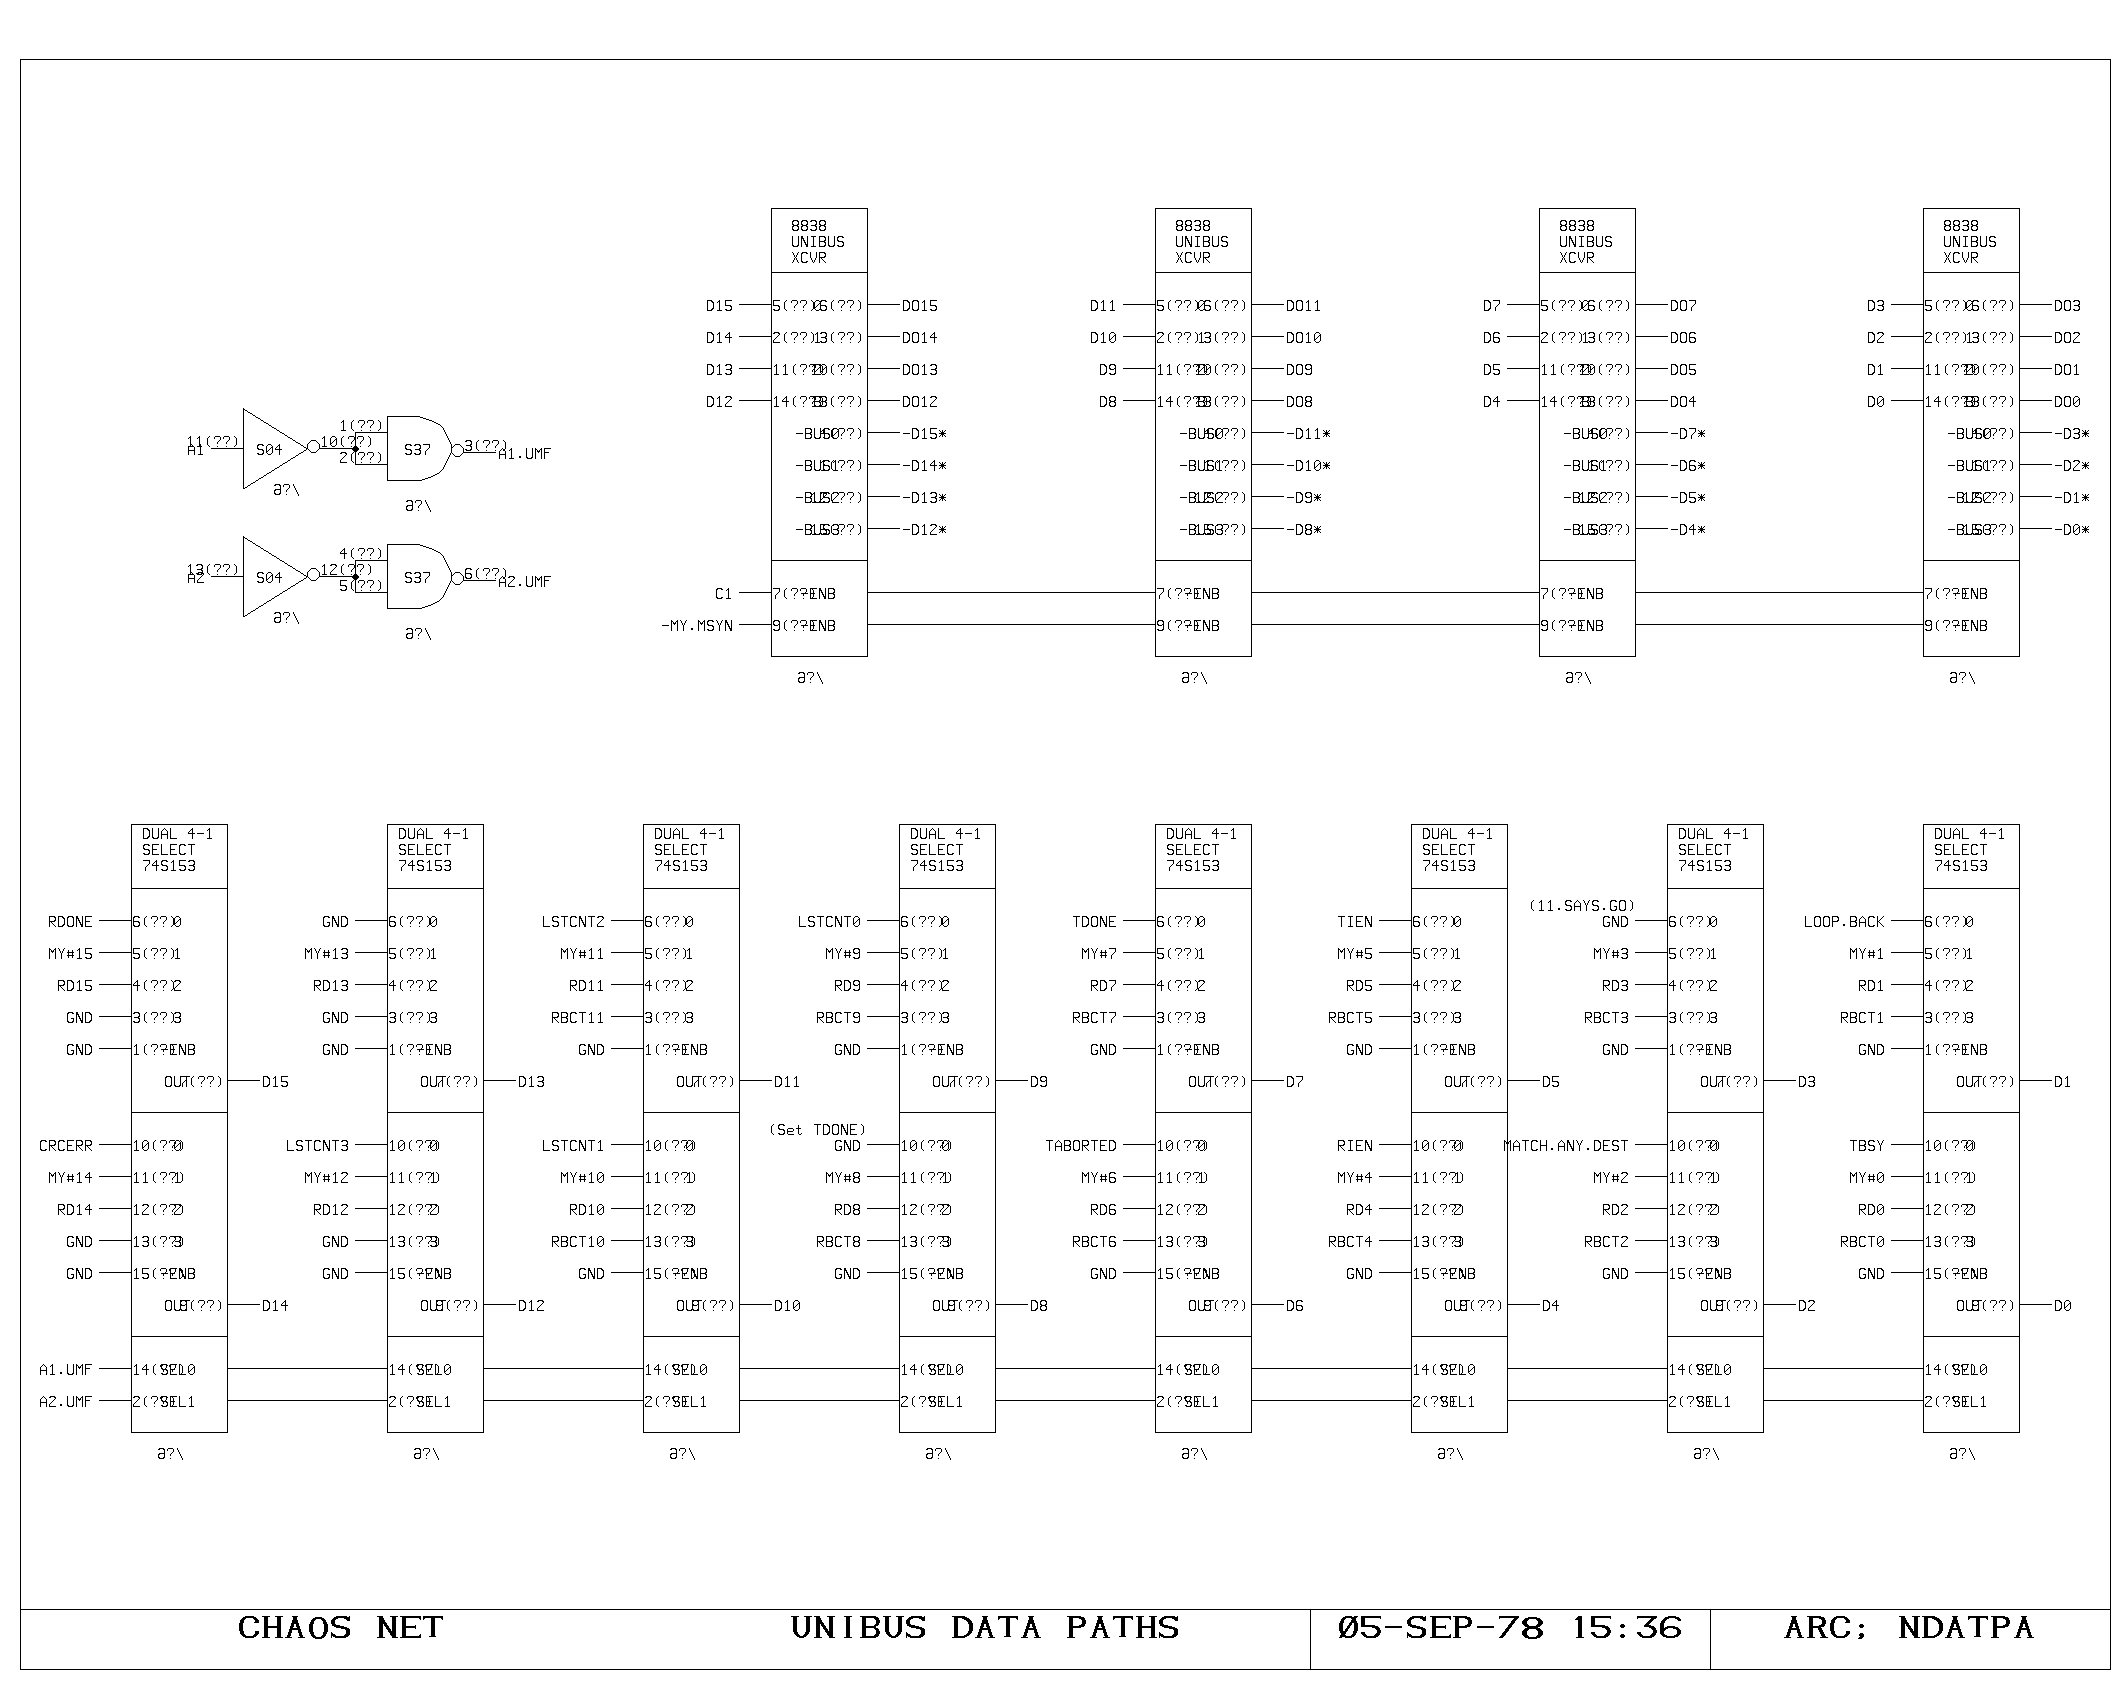 8838 8838 8838 8838
UNIBUS UNIBUS UNIBUS UNIBUS
XCVR XCVR XCVR XCVR
D15 5(??) 6(??) DO15 D11 5(??) 6(??) DO11 D7 5(??) 6(??) DO7 D3 5(??) 6(??) DO3
D14 2(??) 13(??) DO14 D10 2(??) 13(??) DO10 D6 2(??) 13(??) DO6 D2 2(??) 13(??) DO2
D13 11(??) DO13 D9 11(??) DO9 D5 11(??) DO5 D1 11(??) DO1
D12 14(??) DO12 D8 14(??) DO8 D4 14(??) DO4 D0 14(??) DO0
1(??)
-D15* -D11* -D7* -D3*
A1 11(??) S04 10(??) S37 3(??) A1.UMF
2(??)
-D14* -D10* -D6* -D2*
∂?\
-D13* -D9* -D5* -D1*
∂?\
-D12* -D8* -D4* -D0*
4(??)
A2 13(??) S04 12(??) S37 6(??) A2.UMF
5(??)
C1 7(?? -ENB 7(?? -ENB 7(?? -ENB 7(?? -ENB
∂?\
-MY.MSYN 9(?? -ENB 9(?? -ENB 9(?? -ENB 9(?? -ENB
∂?\
∂?\ ∂?\ ∂?\ ∂?\
DUAL 4-1 DUAL 4-1 DUAL 4-1 DUAL 4-1 DUAL 4-1 DUAL 4-1 DUAL 4-1 DUAL 4-1
SELECT SELECT SELECT SELECT SELECT SELECT SELECT SELECT
74S153 74S153 74S153 74S153 74S153 74S153 74S153 74S153
(11.SAYS.GO)
RDONE 6(??)0 GND 6(??)0 LSTCNT2 6(??)0 LSTCNT0 6(??)0 TDONE 6(??)0 TIEN 6(??)0 GND 6(??)0 LOOP.BACK 6(??)0
MY#15 5(??)1 MY#13 5(??)1 MY#11 5(??)1 MY#9 5(??)1 MY#7 5(??)1 MY#5 5(??)1 MY#3 5(??)1 MY#1 5(??)1
RD15 4(??)2 RD13 4(??)2 RD11 4(??)2 RD9 4(??)2 RD7 4(??)2 RD5 4(??)2 RD3 4(??)2 RD1 4(??)2
GND 3(??)3 GND 3(??)3 RBCT11 3(??)3 RBCT9 3(??)3 RBCT7 3(??)3 RBCT5 3(??)3 RBCT3 3(??)3 RBCT1 3(??)3
GND 1(?? -ENB GND 1(?? -ENB GND 1(?? -ENB GND 1(?? -ENB GND 1(?? -ENB GND 1(?? -ENB GND 1(?? -ENB GND 1(?? -ENB
OUT 7(??) D15 OUT 7(??) D13 OUT 7(??) D11 OUT 7(??) D9 OUT 7(??) D7 OUT 7(??) D5 OUT 7(??) D3 OUT 7(??) D1
(Set TDONE)
CRCERR 10(??0 LSTCNT3 10(??0 LSTCNT1 10(??0 GND 10(??0 TABORTED 10(??0 RIEN 10(??0 MATCH.ANY.DEST 10(??0 TBSY 10(??0
MY#14 11(??1 MY#12 11(??1 MY#10 11(??1 MY#8 11(??1 MY#6 11(??1 MY#4 11(??1 MY#2 11(??1 MY#0 11(??1
RD14 12(??2 RD12 12(??2 RD10 12(??2 RD8 12(??2 RD6 12(??2 RD4 12(??2 RD2 12(??2 RD0 12(??2
GND 13(??3 GND 13(??3 RBCT10 13(??3 RBCT8 13(??3 RBCT6 13(??3 RBCT4 13(??3 RBCT2 13(??3 RBCT0 13(??3
GND 15(? -ENB GND 15(? -ENB GND 15(? -ENB GND 15(? -ENB GND 15(? -ENB GND 15(? -ENB GND 15(? -ENB GND 15(? -ENB
OUT 9(??) D14 OUT 9(??) D12 OUT 9(??) D10 OUT 9(??) D8 OUT 9(??) D6 OUT 9(??) D4 OUT 9(??) D2 OUT 9(??) D0
A1.UMF 14( SEL0 14( SEL0 14( SEL0 14( SEL0 14( SEL0 14( SEL0 14( SEL0 14( SEL0
A2.UMF 2(? SEL1 2(? SEL1 2(? SEL1 2(? SEL1 2(? SEL1 2(? SEL1 2(? SEL1 2(? SEL1
∂?\ ∂?\ ∂?\ ∂?\ ∂?\ ∂?\ ∂?\ ∂?\
CHAOS NET UNIBUS DATA PATHS 05-SEP-78 15:36 ARC; NDATPA